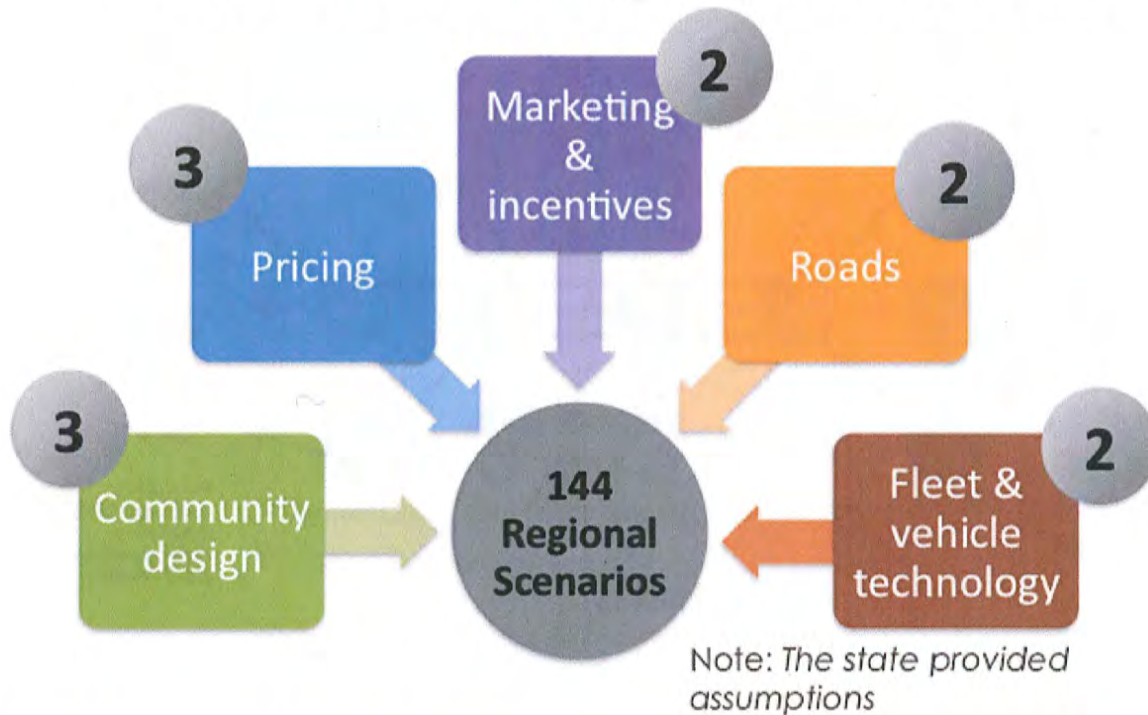 2
Marketing
&
incentives
3
Pricing
2
Roads
3
Community
design
144
Regional
Scenarios
2
Fleet &
vehicle
technology
Note: The state provided
assumptions